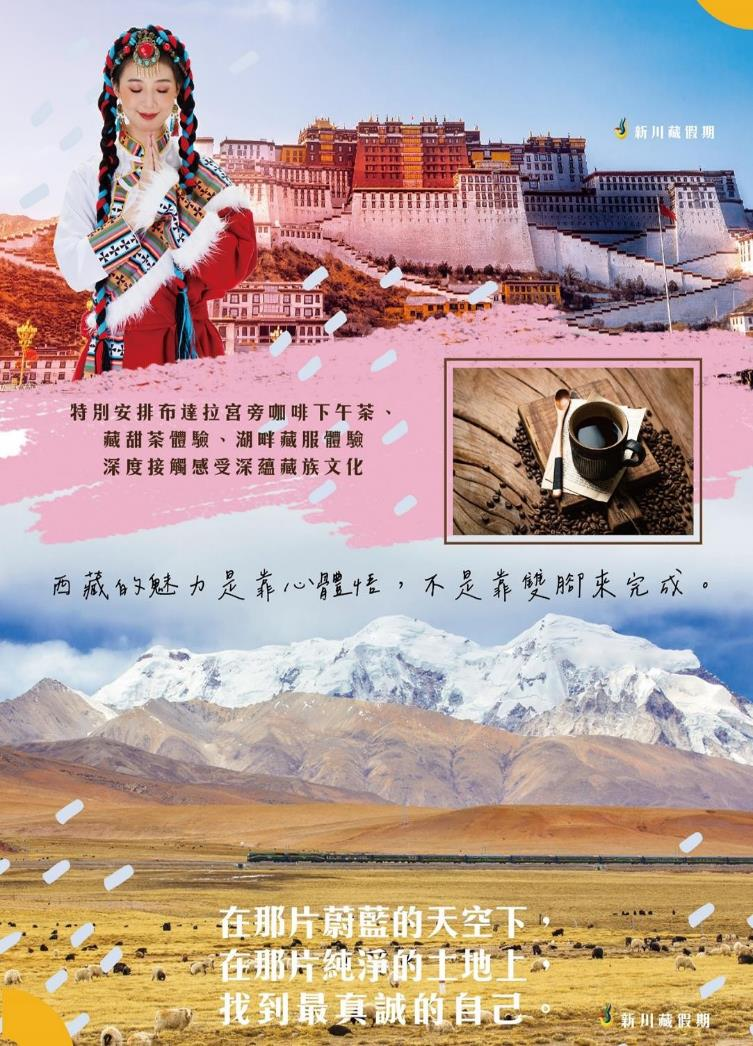 新川藏假期
特別安排布達拉宮旁咖啡下午茶、
藏甜茶體驗、湖畔藏服體驗
深度接觸感受深蘊藏族文化
西藏的魅力是靠心體悟，不是靠雙腳來完成。
在那片蔚藍的天空下，
在那片純淨的土地上，
找到最真誠的自己。
新川藏假期